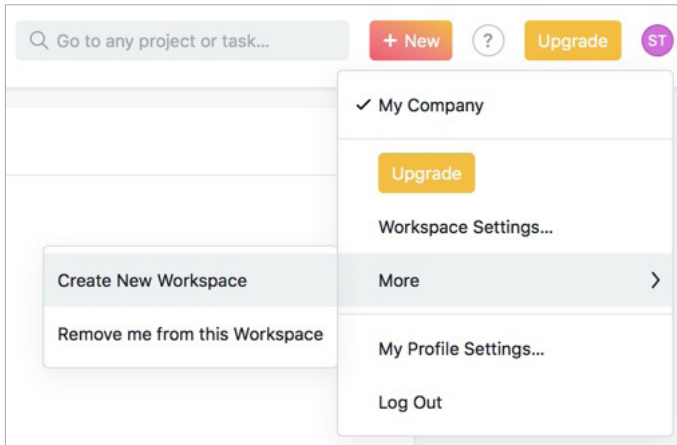 Go to any project or task...
+ New
?
Upgrade
ST
✓ My Company
Upgrade
Workspace Settings...
More
Create New Workspace
Remove me from this Workspace
My Profile Settings...
Log Out